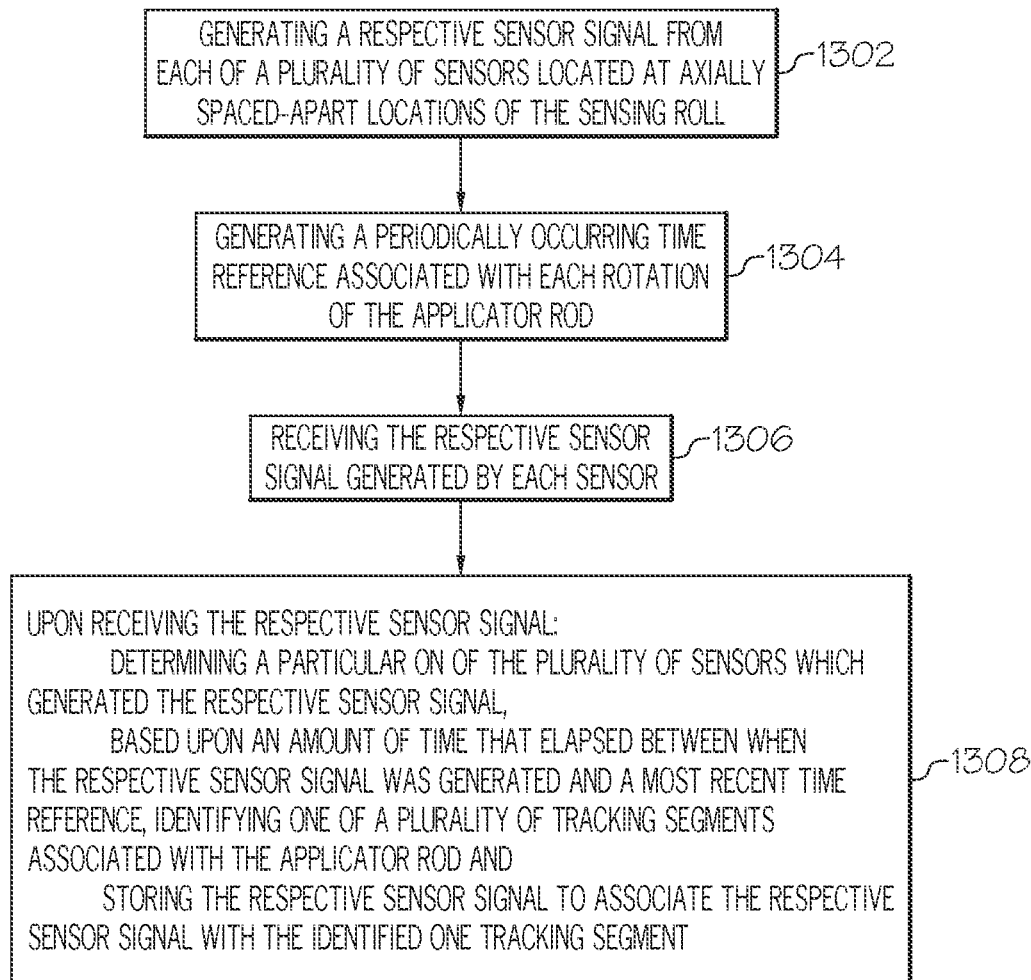 GENERATING A RESPECTIVE SENSOR SIGNAL FROM
EACH OF A PLURALITY OF SENSORS LOCATED AT AXIALLY
SPACED-APART LOCATIONS OF THE SENSING ROLL
1302
GENERATING A PERIODICALLY OCCURRING TIME
REFERENCE ASSOCIATED WITH EACH ROTATION
OF THE APPLICATOR ROD
1304
RECEIVING THE RESPECTIVE SENSOR
SIGNAL GENERATED BY EACH SENSOR
1306
UPON RECEIVING THE RESPECTIVE SENSOR SIGNAL:
DETERMINING A PARTICULAR ON OF THE PLURALITY OF SENSORS WHICH
GENERATED THE RESPECTIVE SENSOR SIGNAL,
BASED UPON AN AMOUNT OF TIME THAT ELAPSED BETWEEN WHEN
THE RESPECTIVE SENSOR SIGNAL WAS GENERATED AND A MOST RECENT TIME
REFERENCE, IDENTIFYING ONE OF A PLURALITY OF TRACKING SEGMENTS
ASSOCIATED WITH THE APPLICATOR ROD AND
STORING THE RESPECTIVE SENSOR SIGNAL TO ASSOCIATE THE RESPECTIVE
SENSOR SIGNAL WITH THE IDENTIFIED ONE TRACKING SEGMENT
1308